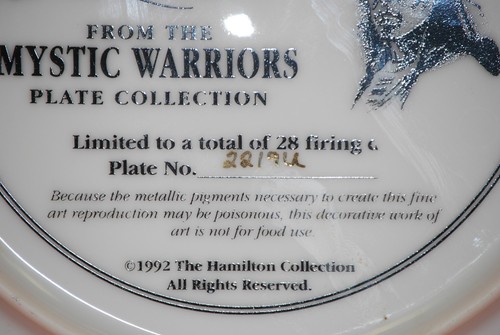 FROM THE
MYSTIC WARRIORS
PLATE COLLECTION
Limited to a total of 28 firing d
Plate No.
Because the metallic pigments necessary to create this fine
art reproduction may be poisonous, this decorative work of
art is not for food use.
©1992 The Hamilton Collection
All Rights Reserved.